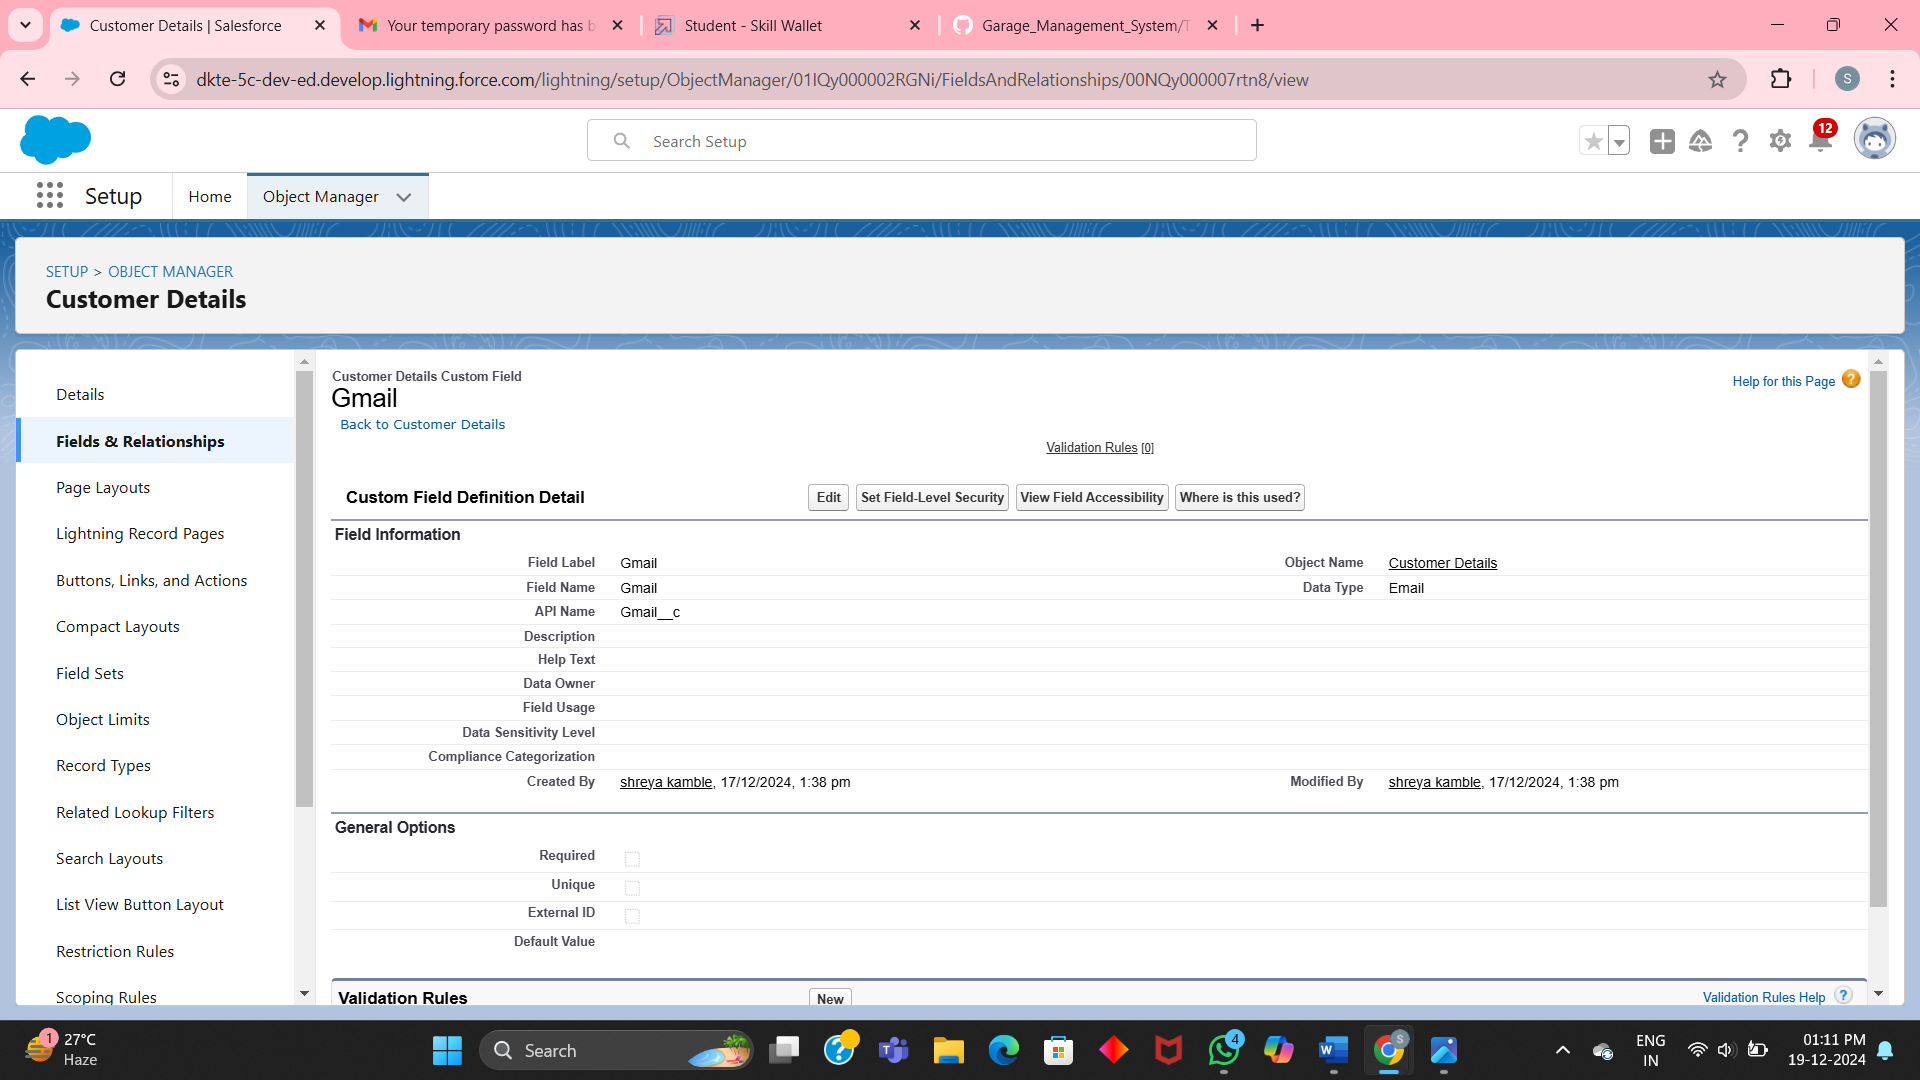 Customer Details | Salesforce
Your temporary password has b
Student - Skill Wallet
Garage_Management_System/T
dkte-5c-dev-ed.develop.lightning.force.com/lightning/setup/ObjectManager/01IQy000002RGNi/FieldsAndRelationships/00NQy000007rtn8/view
S
Search Setup
12
Setup
Home
Object Manager
SETUP > OBJECT MANAGER
Customer Details
Details
Fields & Relationships
Page Layouts
Lightning Record Pages
Buttons, Links, and Actions
Compact Layouts
Field Sets
Object Limits
Record Types
Related Lookup Filters
Search Layouts
List View Button Layout
Restriction Rules
Scoping Rules
Customer Details Custom Field
Gmail
Back to Customer Details
Help for this Page
Validation Rules [0]
Custom Field Definition Detail
Edit
Set Field-Level Security
View Field Accessibility
Where is this used?
Field Information
Field Label Gmail Object Name Customer Details
Field Name Gmail Data Type Email
API Name Gmail__c
Description
Help Text
Data Owner
Field Usage
Data Sensitivity Level
Compliance Categorization
Created By shreya kamble, 17/12/2024, 1:38 pm Modified By shreya kamble, 17/12/2024, 1:38 pm
General Options
Required
Unique
External ID
Default Value
Validation Rules
New
Validation Rules Help ?
1
27°C
Haze
Search
4
S
ENG
IN
01:11 PM
19-12-2024